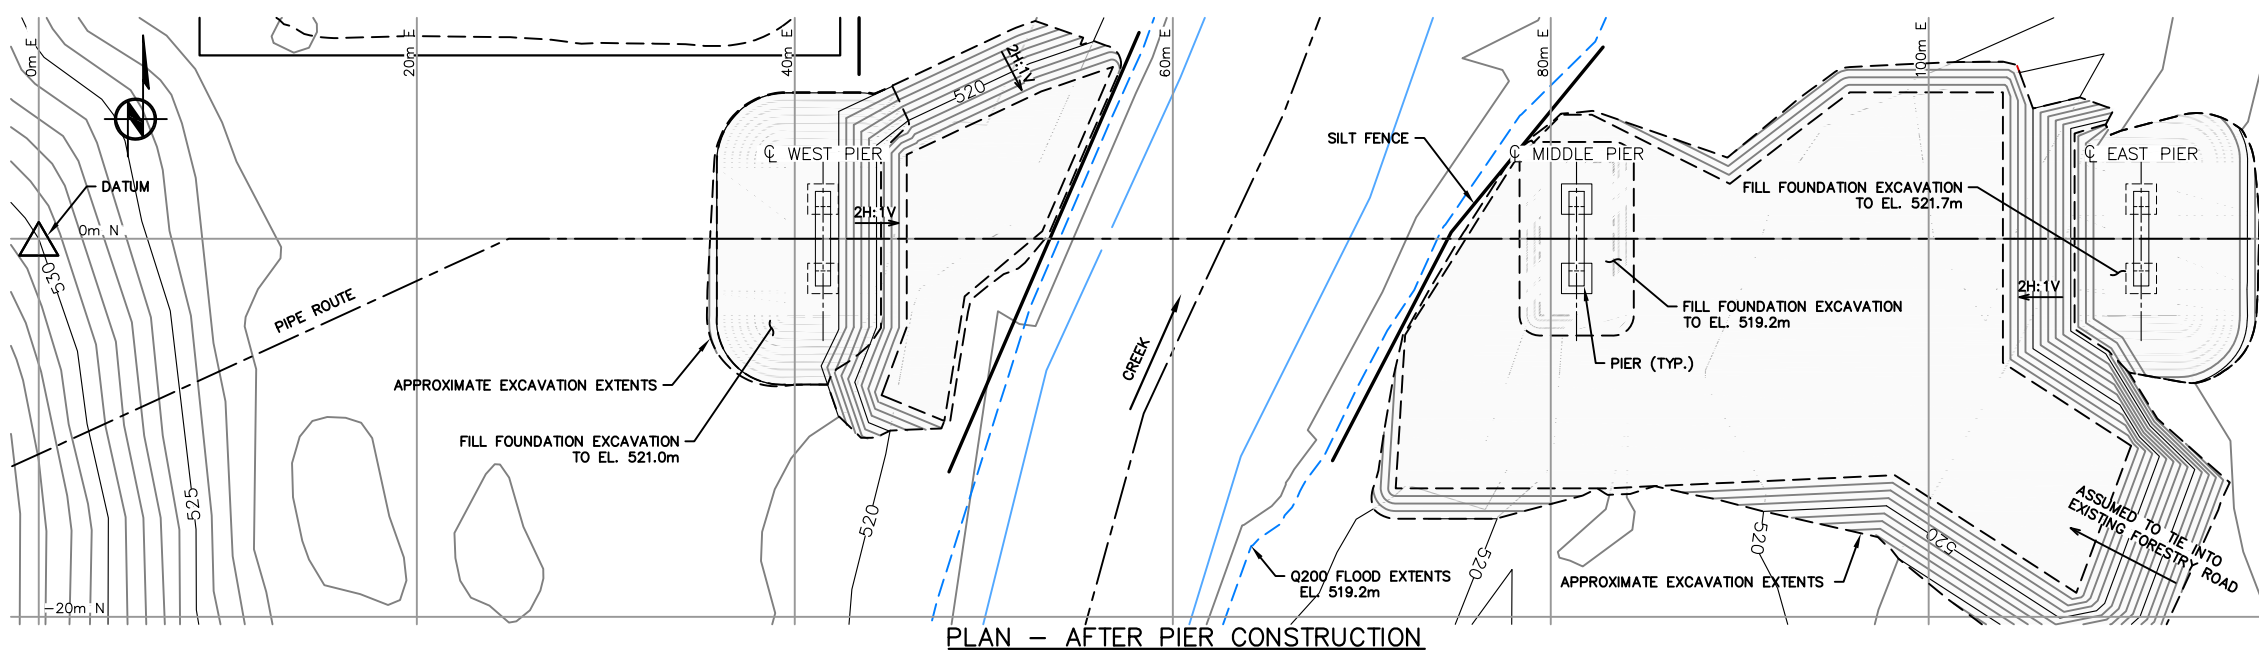 0m E
20m E
40m E
60m E
80m E
100m E
2H:1V
520
SILT FENCE
℄ WEST PIER
℄ MIDDLE PIER
℄ EAST PIER
DATUM
FILL FOUNDATION EXCAVATION
TO EL. 521.7m
2H:1V
0m N
530
2H:1V
PIPE ROUTE
FILL FOUNDATION EXCAVATION
TO EL. 519.2m
CREEK
PIER (TYP.)
APPROXIMATE EXCAVATION EXTENTS
FILL FOUNDATION EXCAVATION
TO EL. 521.0m
525
520
520
520
520
ASSUMED TO TIE INTO
EXISTING FORESTRY ROAD
Q200 FLOOD EXTENTS
EL. 519.2m
APPROXIMATE EXCAVATION EXTENTS
-20m N
PLAN - AFTER PIER CONSTRUCTION